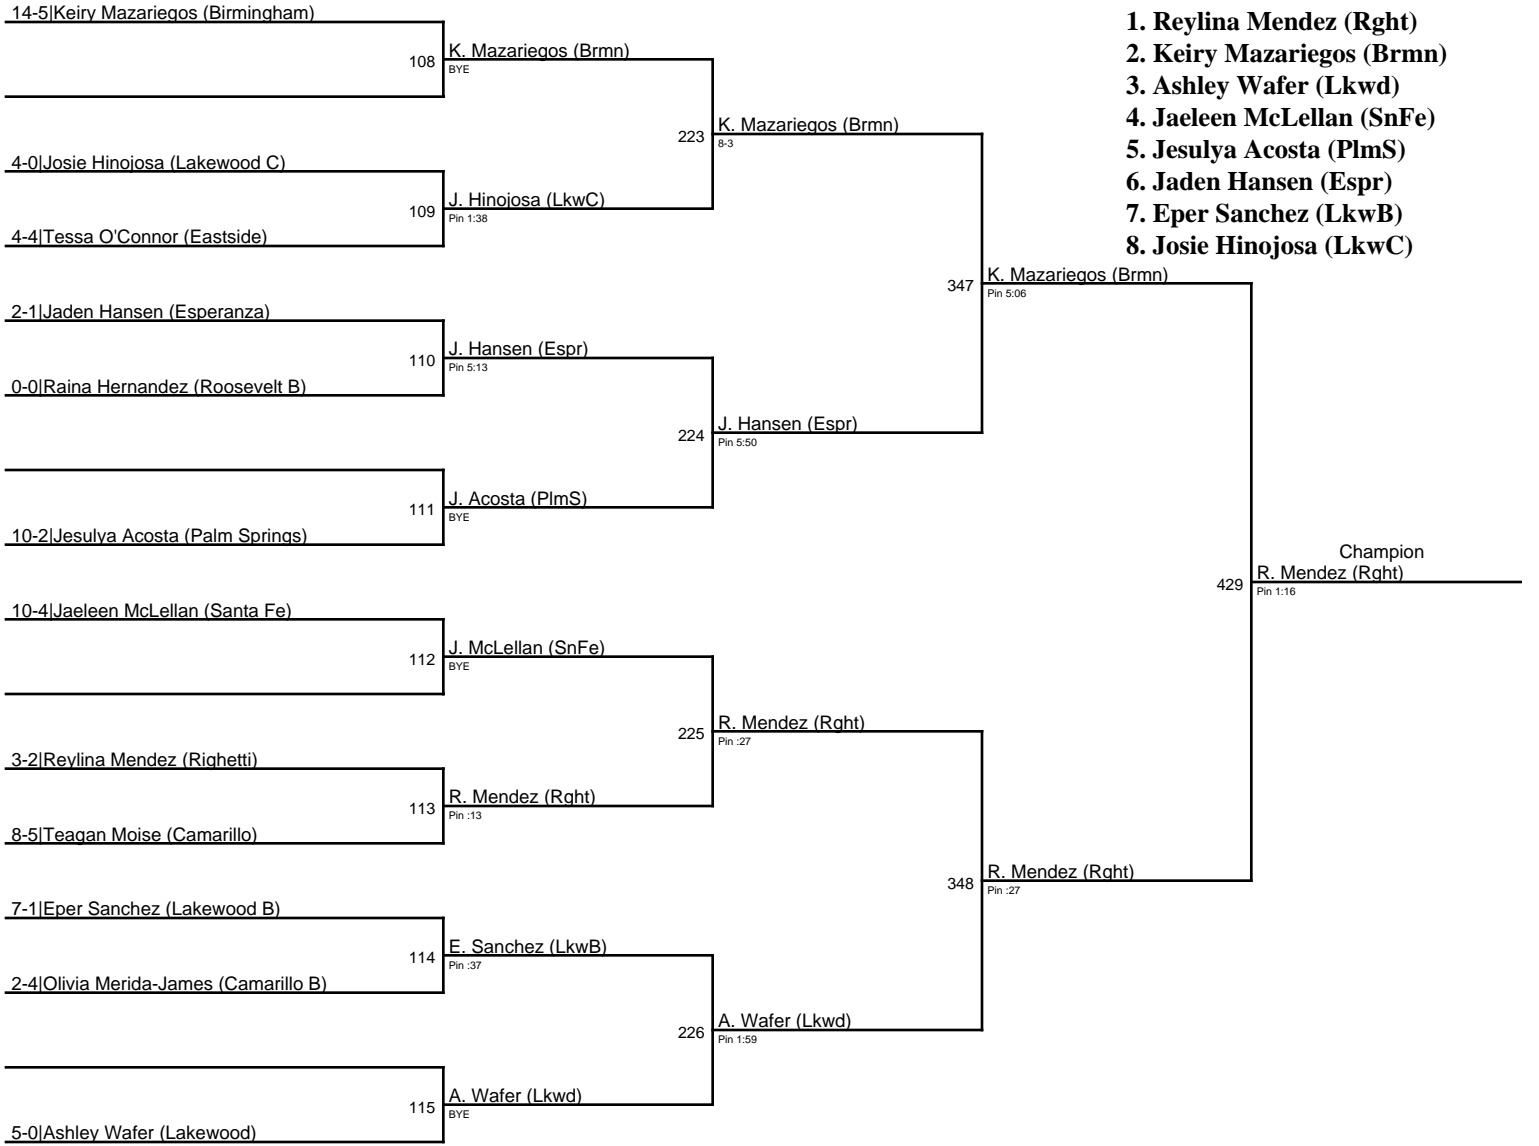 14-5|Keiry Mazariegos (Birmingham)
108
K. Mazariegos (Brmn)
BYE
4-0|Josie Hinojosa (Lakewood C)
109
J. Hinojosa (LkwC)
Pin 1:38
4-4|Tessa O'Connor (Eastside)
223
K. Mazariegos (Brmn)
8-3
2-1|Jaden Hansen (Esperanza)
110
J. Hansen (Espr)
Pin 5:13
0-0|Raina Hernandez (Roosevelt B)
224
J. Hansen (Espr)
Pin 5:50
111
J. Acosta (PlmS)
BYE
10-2|Jesulya Acosta (Palm Springs)
347
K. Mazariegos (Brmn)
Pin 5:06
10-4|Jaeleen McLellan (Santa Fe)
112
J. McLellan (SnFe)
BYE
225
R. Mendez (Rght)
Pin :27
3-2|Reylina Mendez (Righetti)
113
R. Mendez (Rght)
Pin :13
8-5|Teagan Moise (Camarillo)
348
R. Mendez (Rght)
Pin :27
7-1|Eper Sanchez (Lakewood B)
114
E. Sanchez (LkwB)
Pin :37
2-4|Olivia Merida-James (Camarillo B)
226
A. Wafer (Lkwd)
Pin 1:59
115
A. Wafer (Lkwd)
BYE
5-0|Ashley Wafer (Lakewood)
429
Champion
R. Mendez (Rght)
Pin 1:16
1. Reylina Mendez (Rght)
2. Keiry Mazariegos (Brmn)
3. Ashley Wafer (Lkwd)
4. Jaeleen McLellan (SnFe)
5. Jesulya Acosta (PlmS)
6. Jaden Hansen (Espr)
7. Eper Sanchez (LkwB)
8. Josie Hinojosa (LkwC)